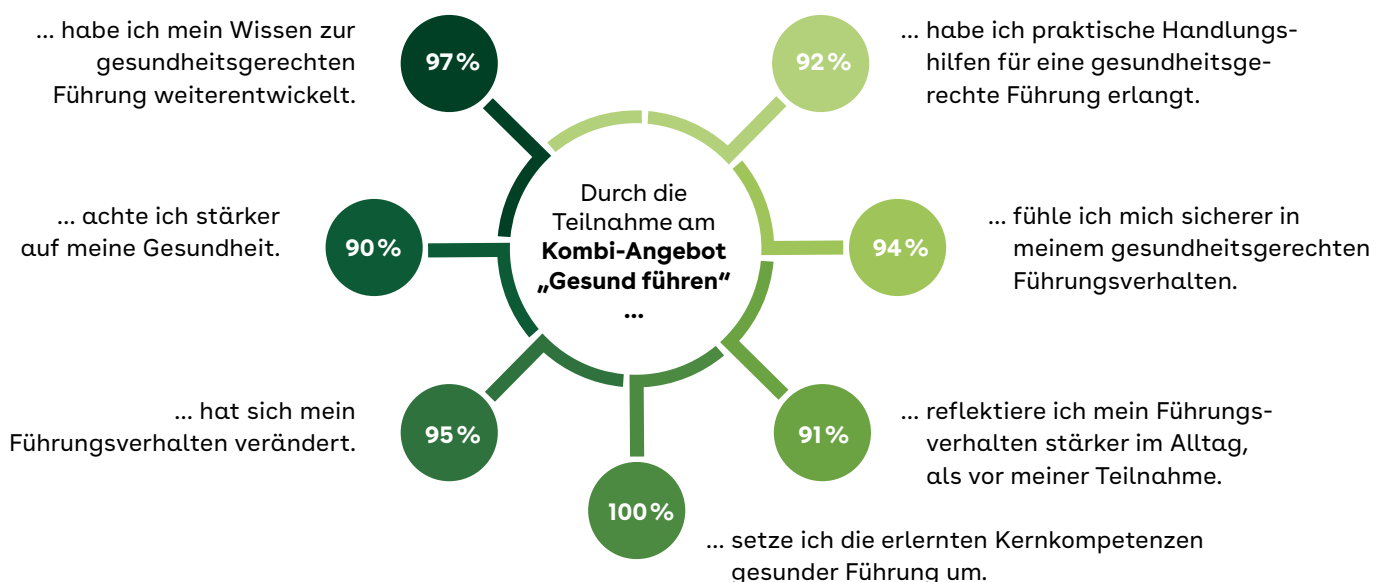 Durch die
Teilnahme am
Kombi-Angebot
„Gesund führen“
...
92 %
... habe ich praktische Handlungs-
hilfen für eine gesundheitsge-
rechte Führung erlangt.
94 %
... fühle ich mich sicherer in
meinem gesundheitsgerechten
Führungsverhalten.
91 %
... reflektiere ich mein Führungs-
verhalten stärker im Alltag,
als vor meiner Teilnahme.
100 %
... setze ich die erlernten Kernkompetenzen
gesunder Führung um.
95 %
... hat sich mein
Führungsverhalten verändert.
90 %
... achte ich stärker
auf meine Gesundheit.
97 %
... habe ich mein Wissen zur
gesundheitsgerechten
Führung weiterentwickelt.